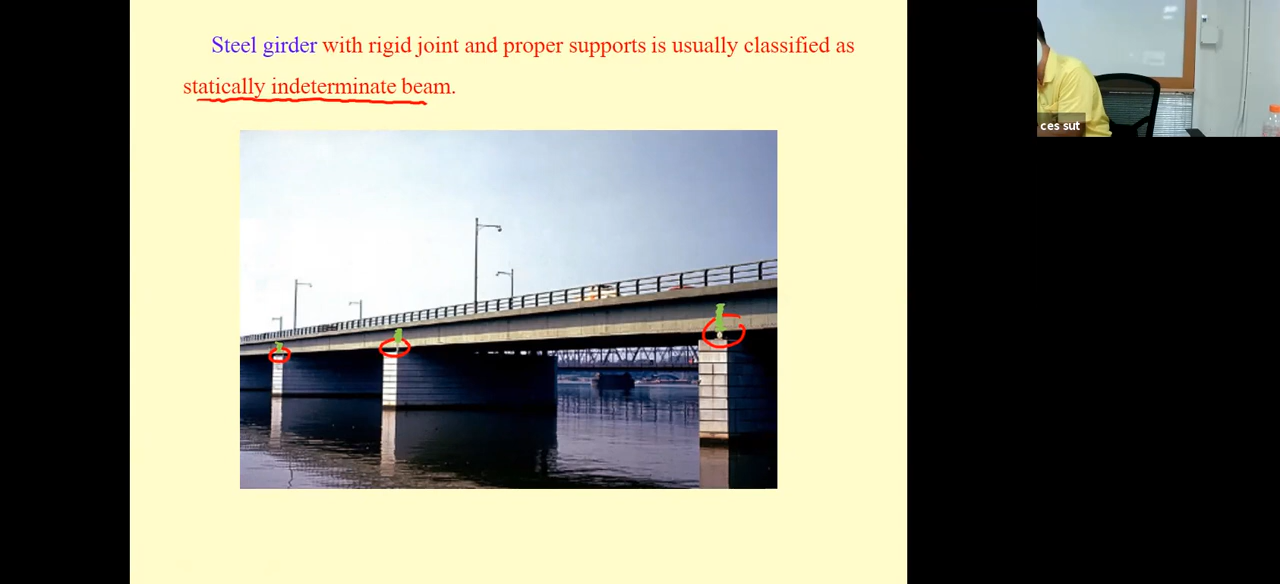 Steel girder with rigid joint and proper supports is usually classified as
statically indeterminate beam.
ces sut